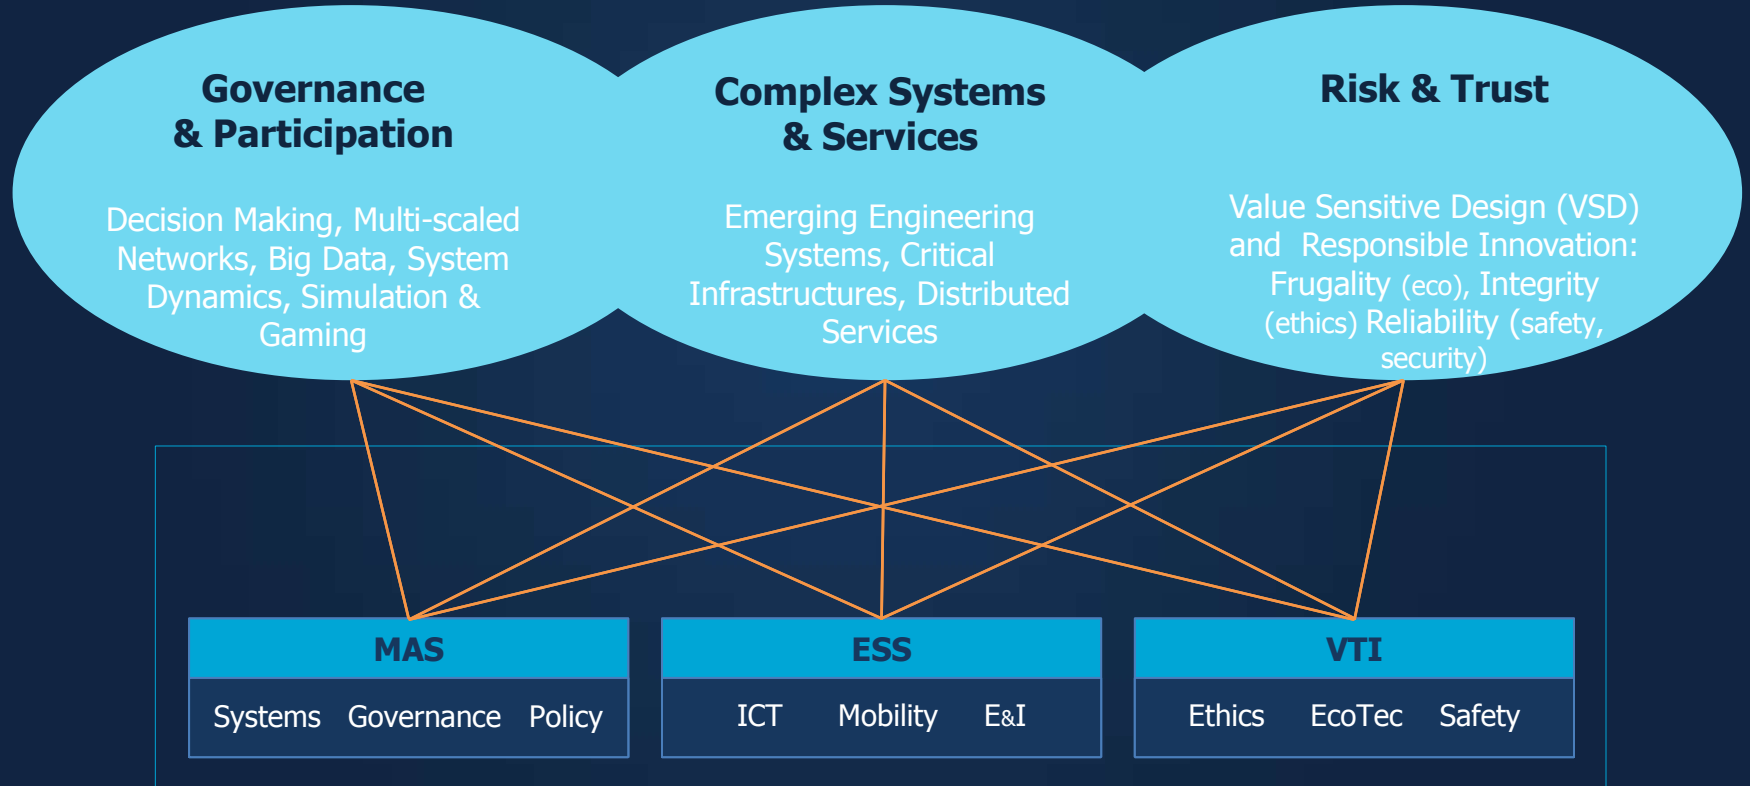 Governance
& Participation
Decision Making, Multi-scaled
Networks, Big Data, System
Dynamics, Simulation &
Gaming
Complex Systems
& Services
Emerging Engineering
Systems, Critical
Infrastructures, Distributed
Services
Risk & Trust
Value Sensitive Design (VSD)
and Responsible Innovation:
Frugality (eco), Integrity
(ethics) Reliability (safety,
security)
MAS
Systems Governance Policy
ESS
ICT Mobility E&I
VTI
Ethics EcoTec Safety